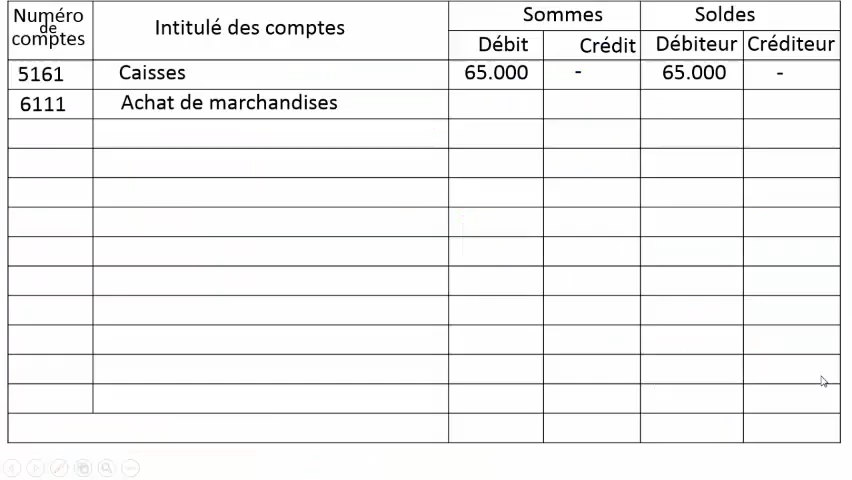 Numéro de comptes Intitulé des comptes Sommes Soldes
Débit Crédit Débiteur Créditeur
5161 Caisses 65.000 - 65.000 -
6111 Achat de marchandises